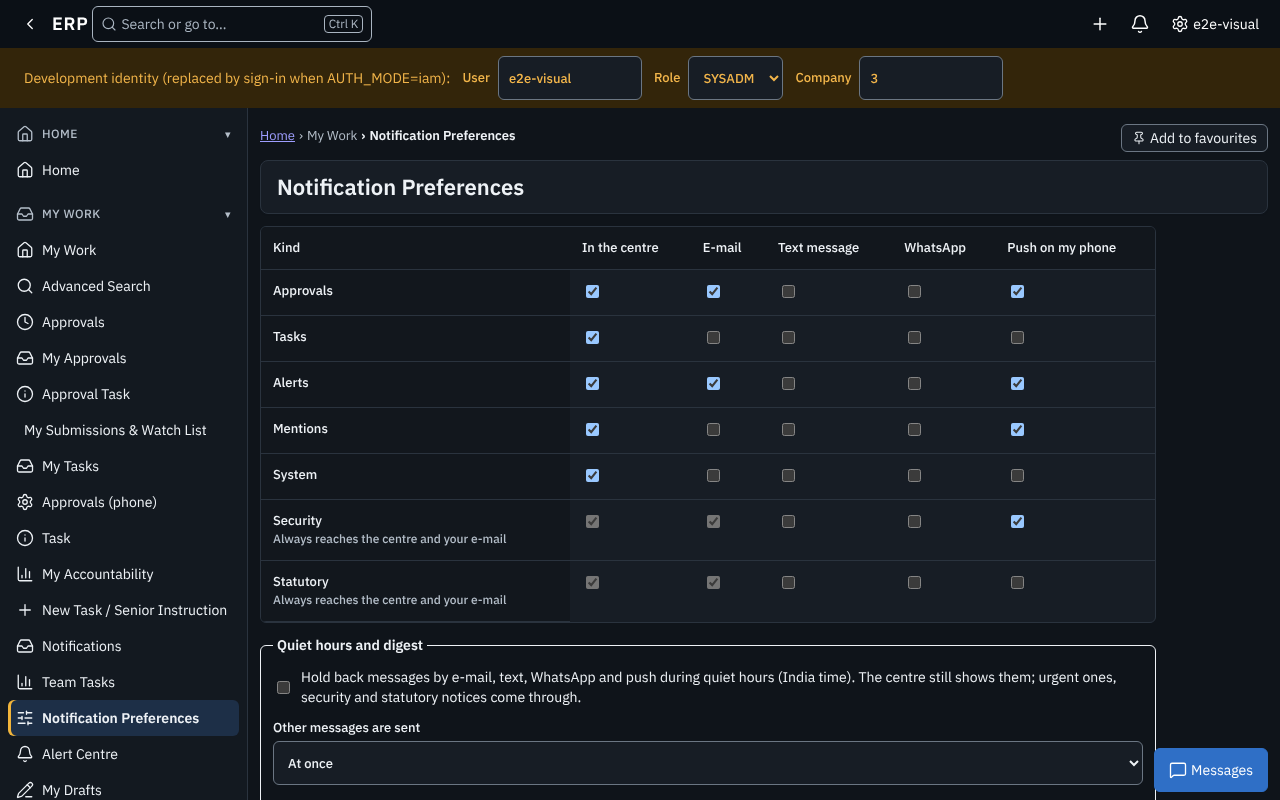 ERP
Search or go to...
Ctrl K
e2e-visual
Development identity (replaced by sign-in when AUTH_MODE=iam):
User
e2e-visual
Role
SYSADM
Company
3
HOME
Home
MY WORK
My Work
Advanced Search
Approvals
My Approvals
Approval Task
My Submissions & Watch List
My Tasks
Approvals (phone)
Task
My Accountability
New Task / Senior Instruction
Notifications
Team Tasks
Notification Preferences
Alert Centre
My Drafts
Home › My Work › Notification Preferences
Add to favourites
Notification Preferences
Kind In the centre E-mail Text message WhatsApp Push on my phone
Approvals
Tasks
Alerts
Mentions
System
Security
Always reaches the centre and your e-mail
Statutory
Always reaches the centre and your e-mail
Quiet hours and digest
Hold back messages by e-mail, text, WhatsApp and push during quiet hours (India time). The centre still shows them; urgent ones,
security and statutory notices come through.
Other messages are sent
At once
Messages